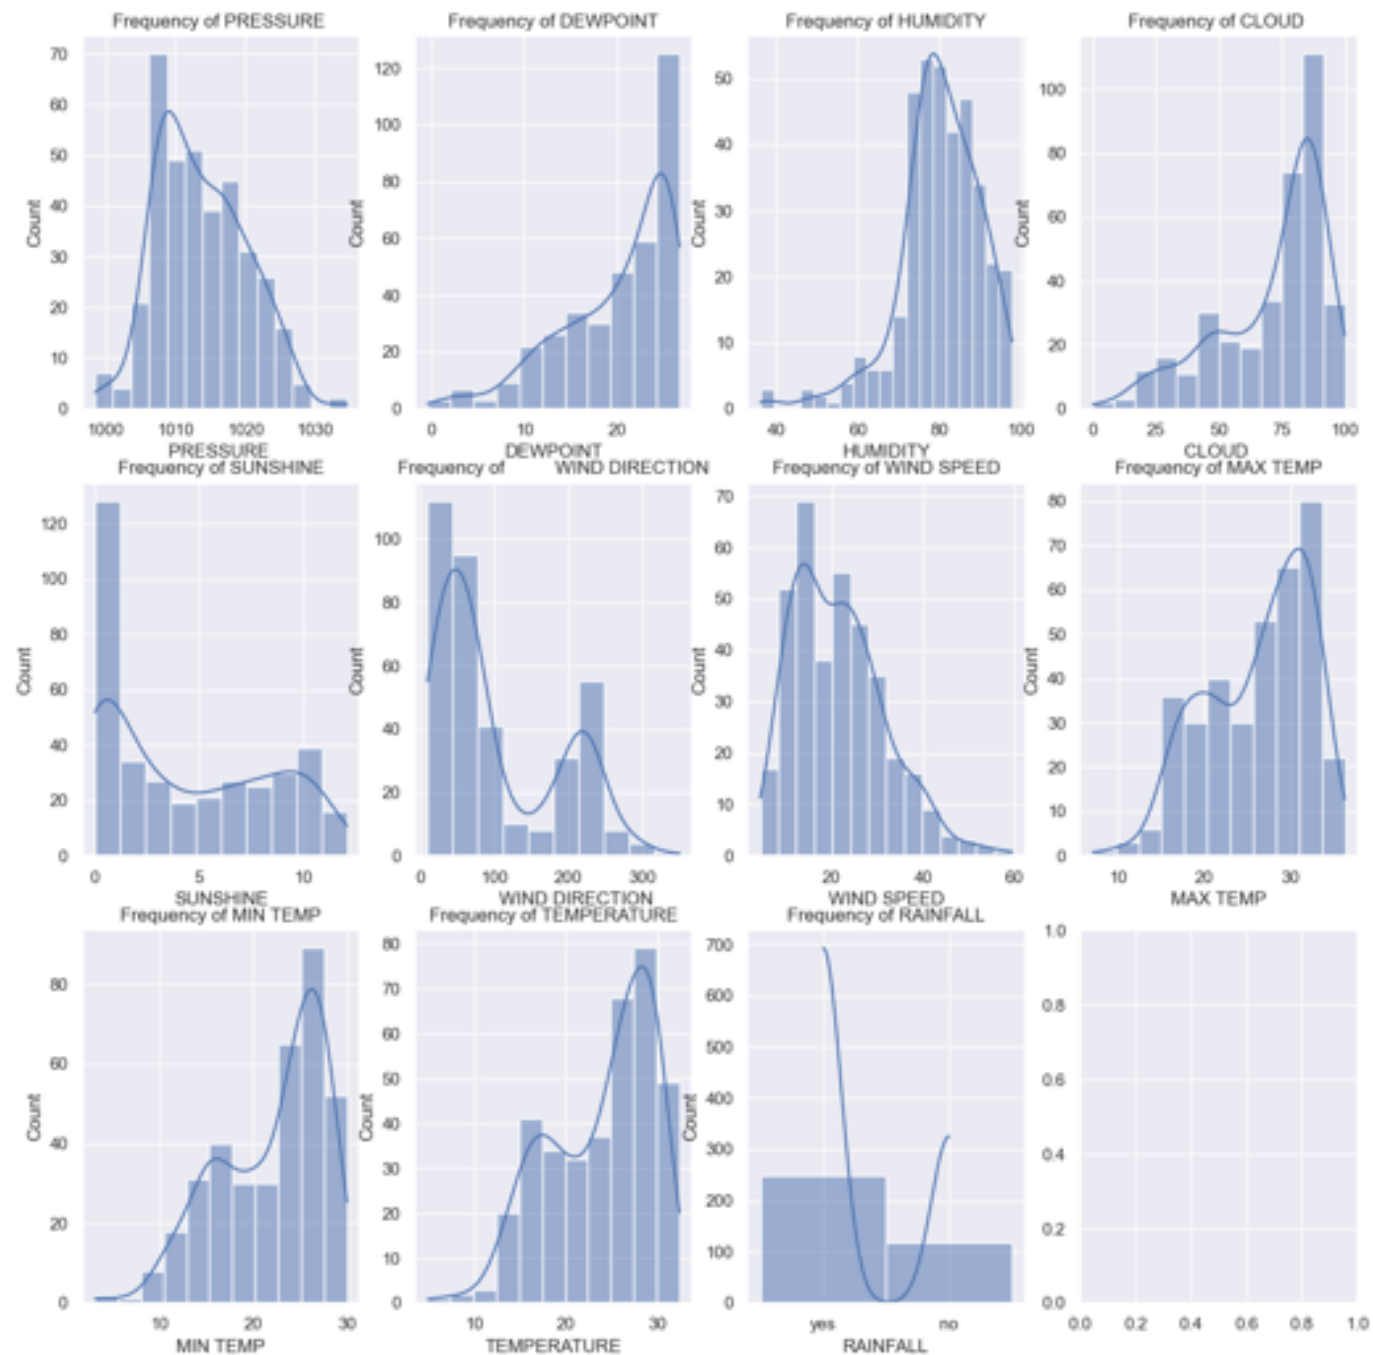 Frequency of PRESSURE
Frequency of DEWPOINT
Frequency of HUMIDITY
Frequency of CLOUD
Count
70
60
50
40
30
20
10
0
1000 1010 1020 1030
PRESSURE
Count
120
100
80
60
40
20
0
0 10 20
DEWPOINT
Count
50
40
30
20
10
0
40 60 80 100
HUMIDITY
Count
100
80
60
40
20
0
0 25 50 75 100
CLOUD
Frequency of SUNSHINE
Frequency of WIND DIRECTION
Frequency of WIND SPEED
Frequency of MAX TEMP
Count
120
100
80
60
40
20
0
0 5 10
SUNSHINE
Count
100
80
60
40
20
0
0 100 200 300
WIND DIRECTION
Count
70
60
50
40
30
20
10
0
20 40 60
WIND SPEED
Count
80
70
60
50
40
30
20
10
0
10 20 30
MAX TEMP
Frequency of MIN TEMP
Frequency of TEMPERATURE
Frequency of RAINFALL
Count
80
60
40
20
0
10 20 30
MIN TEMP
Count
80
70
60
50
40
30
20
10
0
10 20 30
TEMPERATURE
Count
700
600
500
400
300
200
100
0
yes no
RAINFALL
1.0
0.8
0.6
0.4
0.2
0.0
0.0 0.2 0.4 0.6 0.8 1.0